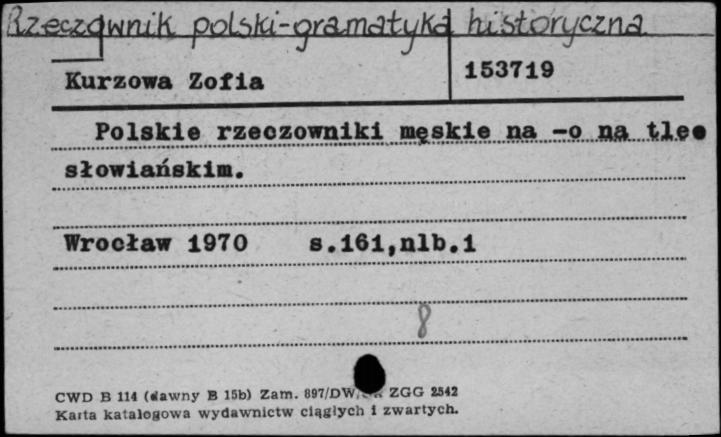 Rzeczownik polski-gramatyka historyczna
Kurzowa Zofia
153719
Polskie rzeczowniki męskie na -o na tle
słowiańskim.
Wrocław 1970 s.161,nlb.1
8
CWD B 114 (dawny B 15b) Zam. 897/DW ZGG 2542
Karta katalogowa wydawnictw ciągłych i zwartych.